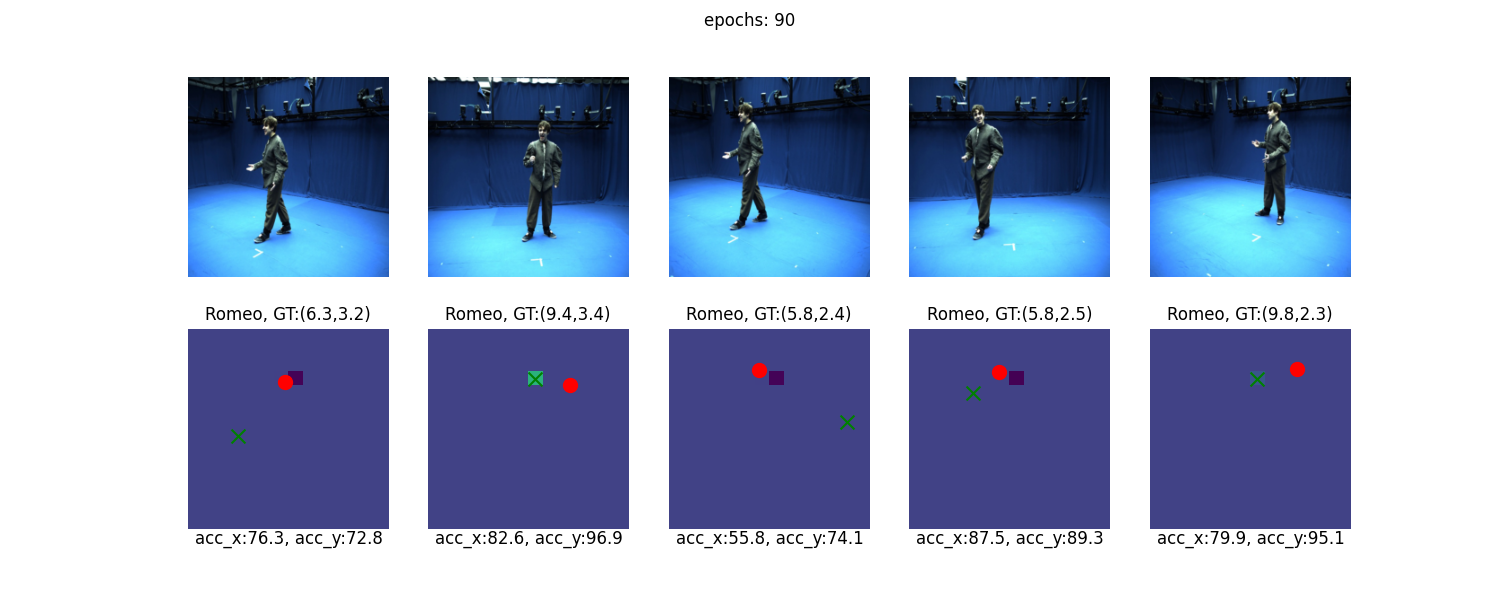 epochs: 90
Romeo, GT:(6.3,3.2)
Romeo, GT:(9.4,3.4)
Romeo, GT:(5.8,2.4)
Romeo, GT:(5.8,2.5)
Romeo, GT:(9.8,2.3)
acc_x:76.3, acc_y:72.8
acc_x:82.6, acc_y:96.9
acc_x:55.8, acc_y:74.1
acc_x:87.5, acc_y:89.3
acc_x:79.9, acc_y:95.1